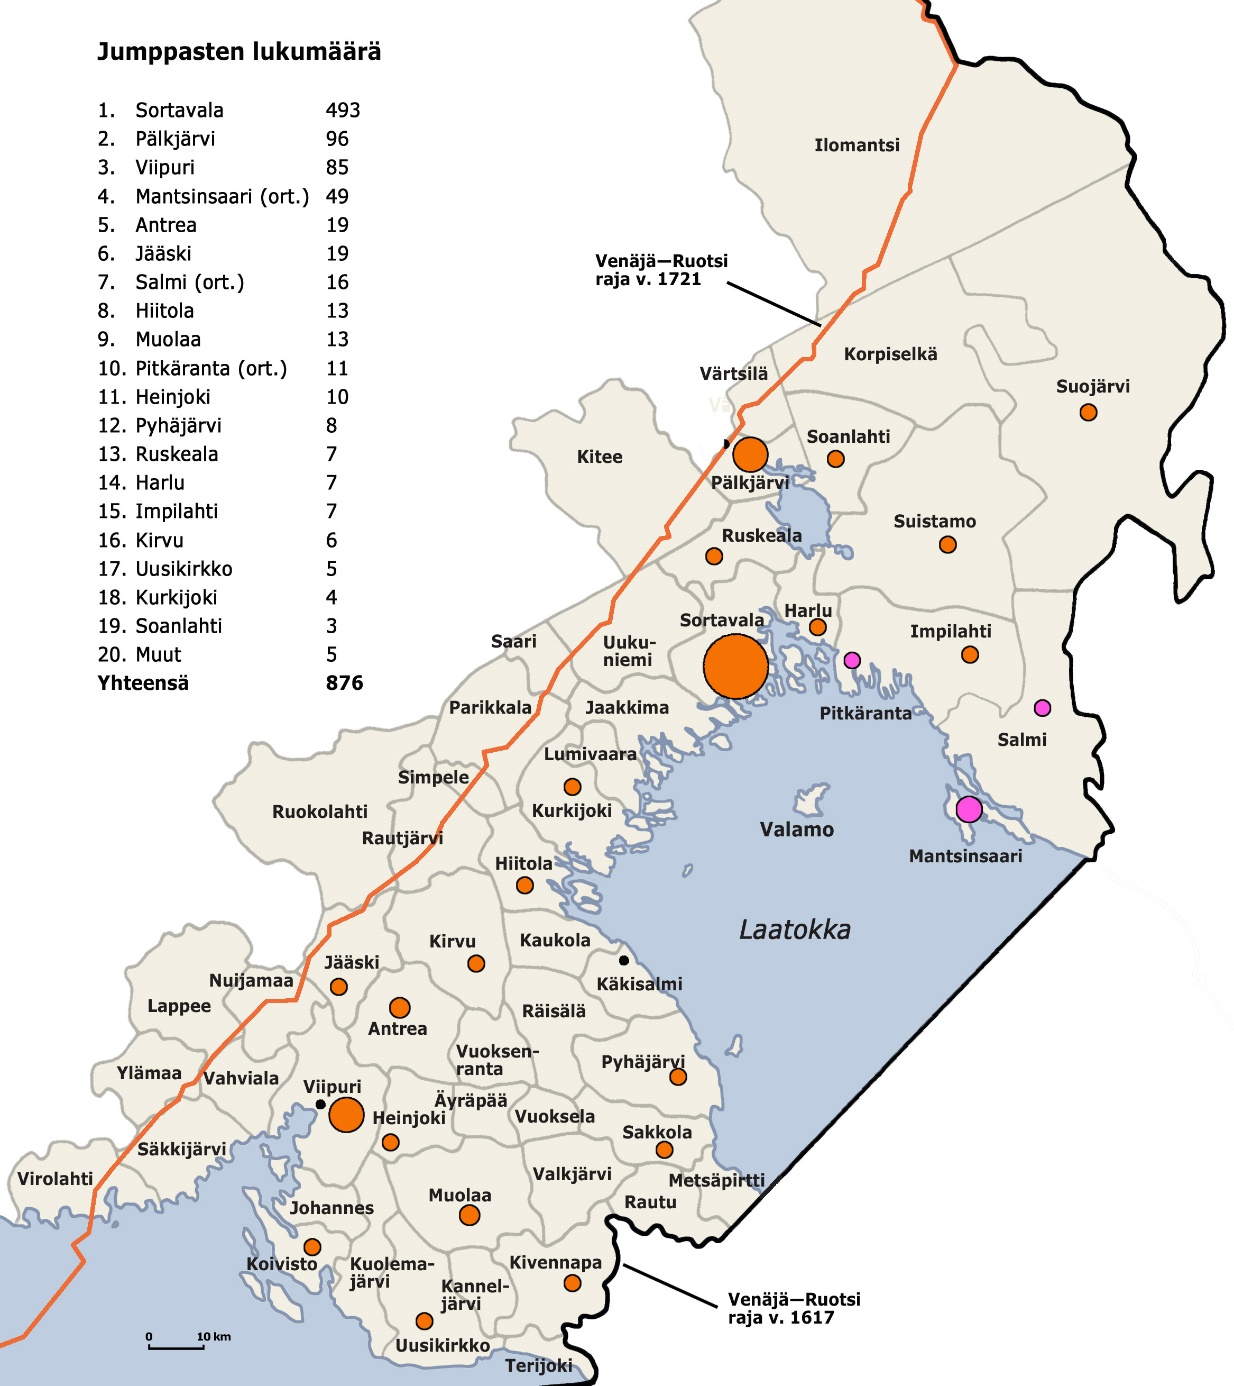 Jumppasten lukumäärä
1. Sortavala 493
2. Pälkjärvi 96
3. Viipuri 85
4. Mantsinsaari (ort.) 49
5. Antrea 19
6. Jääski 19
7. Salmi (ort.) 16
8. Hiitola 13
9. Muolaa 13
10. Pitkäranta (ort.) 11
11. Heinjoki 10
12. Pyhäjärvi 8
13. Ruskeala 7
14. Harlu 7
15. Impilahti 7
16. Kirvu 6
17. Uusikirkko 5
18. Kurkijoki 4
19. Soanlahti 3
20. Muut 5
Yhteensä 876
Ilomantsi
Venäjä—Ruotsi
raja v. 1721
Korpiselkä
Värtsilä
Suojärvi
Soanlahti
Kitee
Pälkjärvi
Suistamo
Ruskeala
Harlu
Sortavala
Impilahti
Saari
Uuku-
niemi
Parikkala
Jaakkima
Pitkäranta
Salmi
Lumivaara
Simpele
Kurkijoki
Ruokolahti
Valamo
Rautjärvi
Mantsinsaari
Hiitola
Laatokka
Kirvu
Kaukola
Jääski
Nuijamaa
Käkisalmi
Lappee
Räisälä
Antrea
Vuoksen-
ranta
Pyhäjärvi
Ylämaa
Vahviala
Viipuri
Äyräpää
Heinjoki
Vuoksela
Sakkola
Säkkijärvi
Virolahti
Valkjärvi
Metsäpirtti
Muolaa
Rautu
Johannes
Koivisto
Kuolema-
järvi
Kivennapa
Kannel-
järvi
Venäjä—Ruotsi
raja v. 1617
0 10 km
Uusikirkko
Terijoki